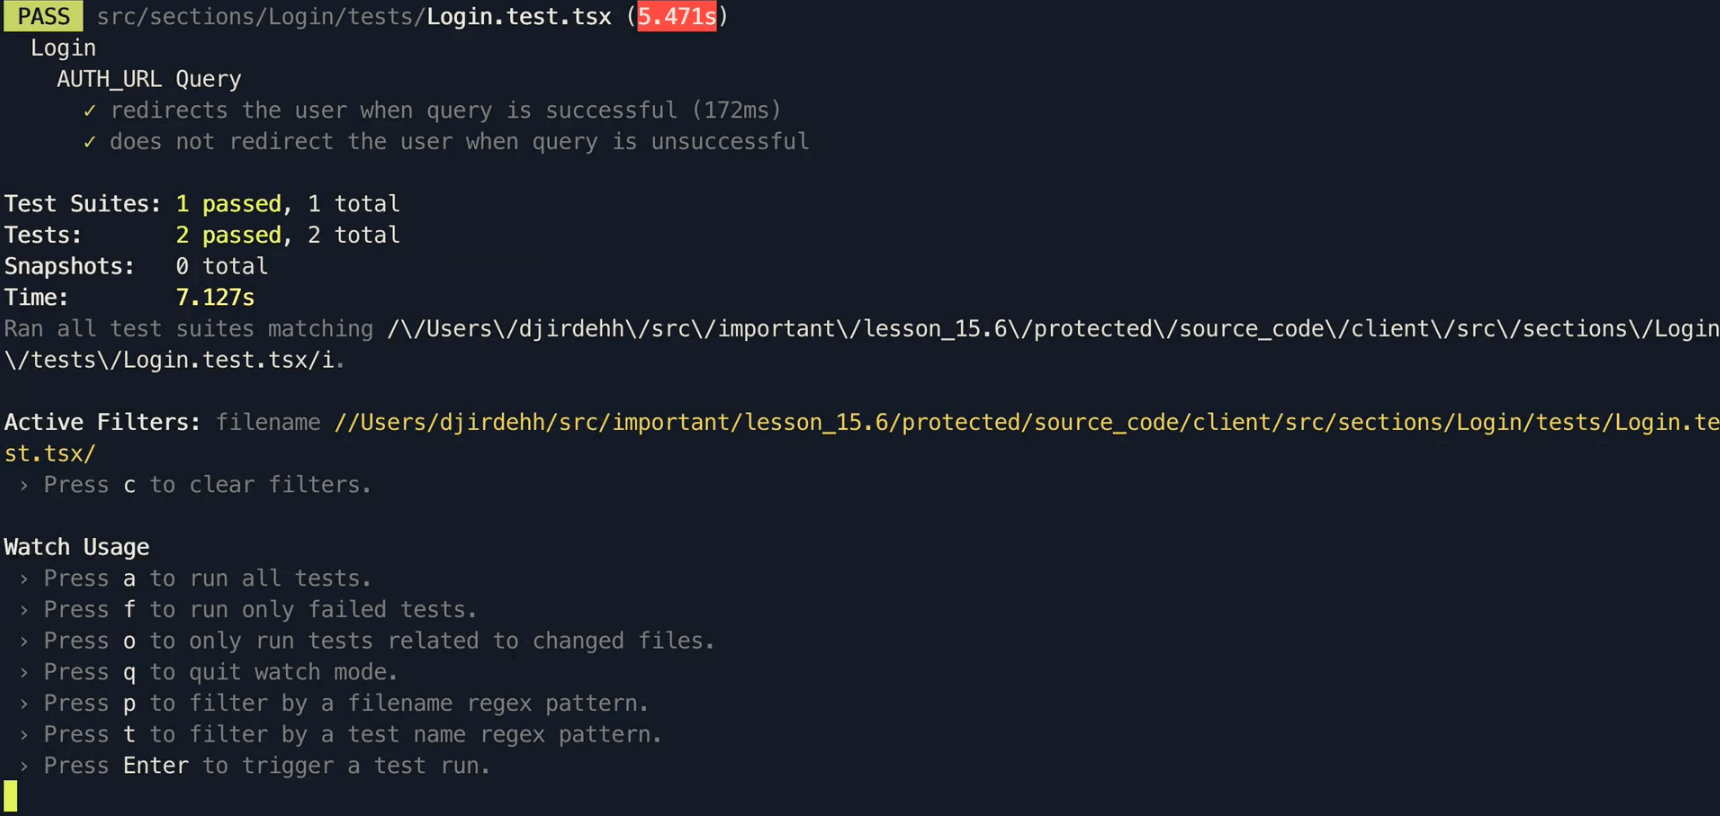 PASS src/sections/Login/tests/Login.test.tsx (5.471s)
Login
AUTH_URL Query
✓ redirects the user when query is successful (172ms)
✓ does not redirect the user when query is unsuccessful
Test Suites: 1 passed, 1 total
Tests: 2 passed, 2 total
Snapshots: 0 total
Time: 7.127s
Ran all test suites matching /\/Users\/djirdehh\/src\/important\/lesson_15.6\/protected\/source_code\/client\/src\/sections\/Login
\/tests\/Login.test.tsx/i.
Active Filters: filename //Users/djirdehh/src/important/lesson_15.6/protected/source_code/client/src/sections/Login/tests/Login.te
st.tsx/
› Press c to clear filters.
Watch Usage
› Press a to run all tests.
› Press f to run only failed tests.
› Press o to only run tests related to changed files.
› Press q to quit watch mode.
› Press p to filter by a filename regex pattern.
› Press t to filter by a test name regex pattern.
› Press Enter to trigger a test run.